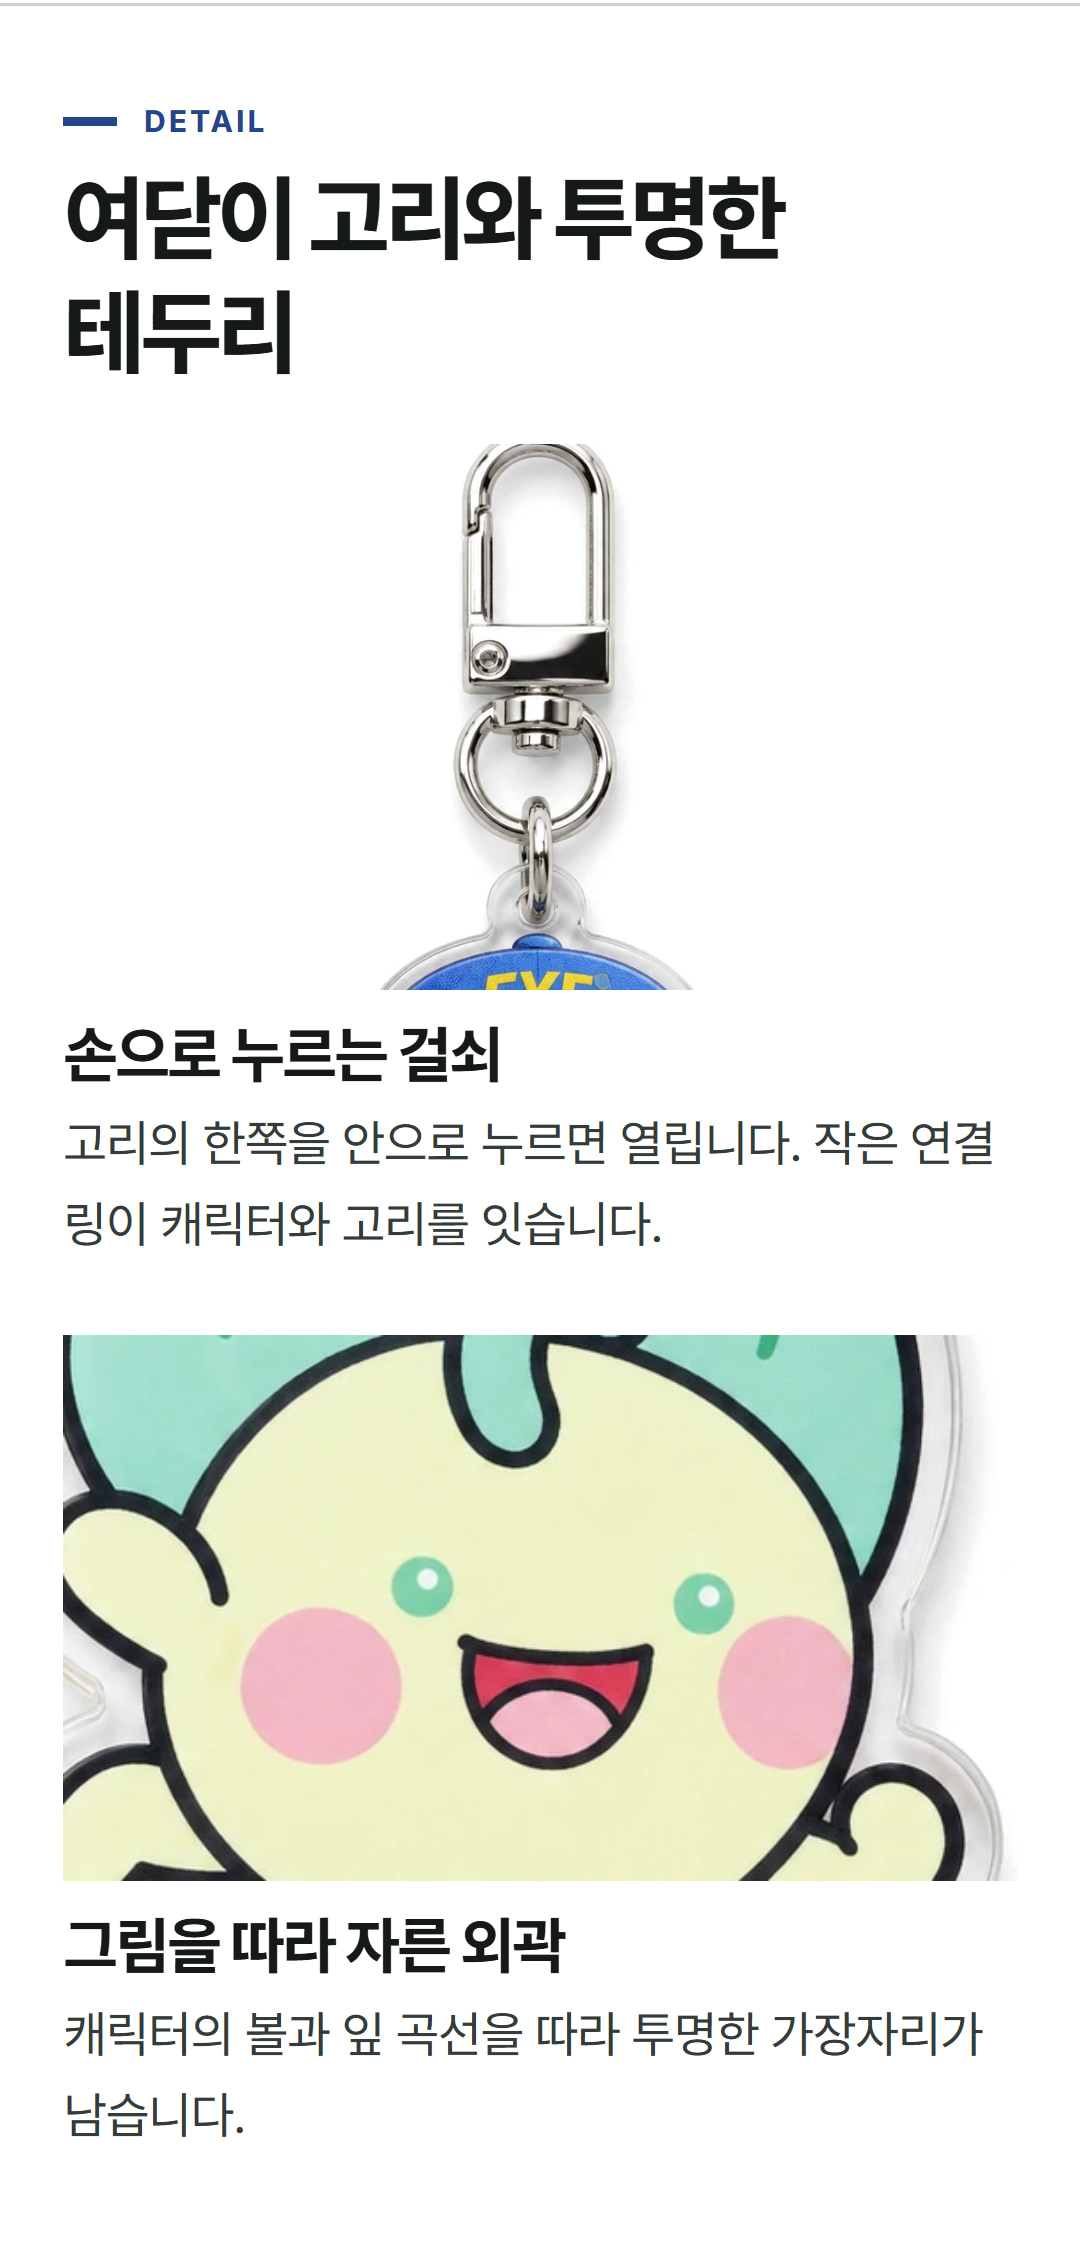 DETAIL
여닫이 고리와 투명한
테두리
손으로 누르는 걸쇠
고리의 한쪽을 안으로 누르면 열립니다. 작은 연결
링이 캐릭터와 고리를 잇습니다.
그림을 따라 자른 외곽
캐릭터의 볼과 잎 곡선을 따라 투명한 가장자리가
남습니다.